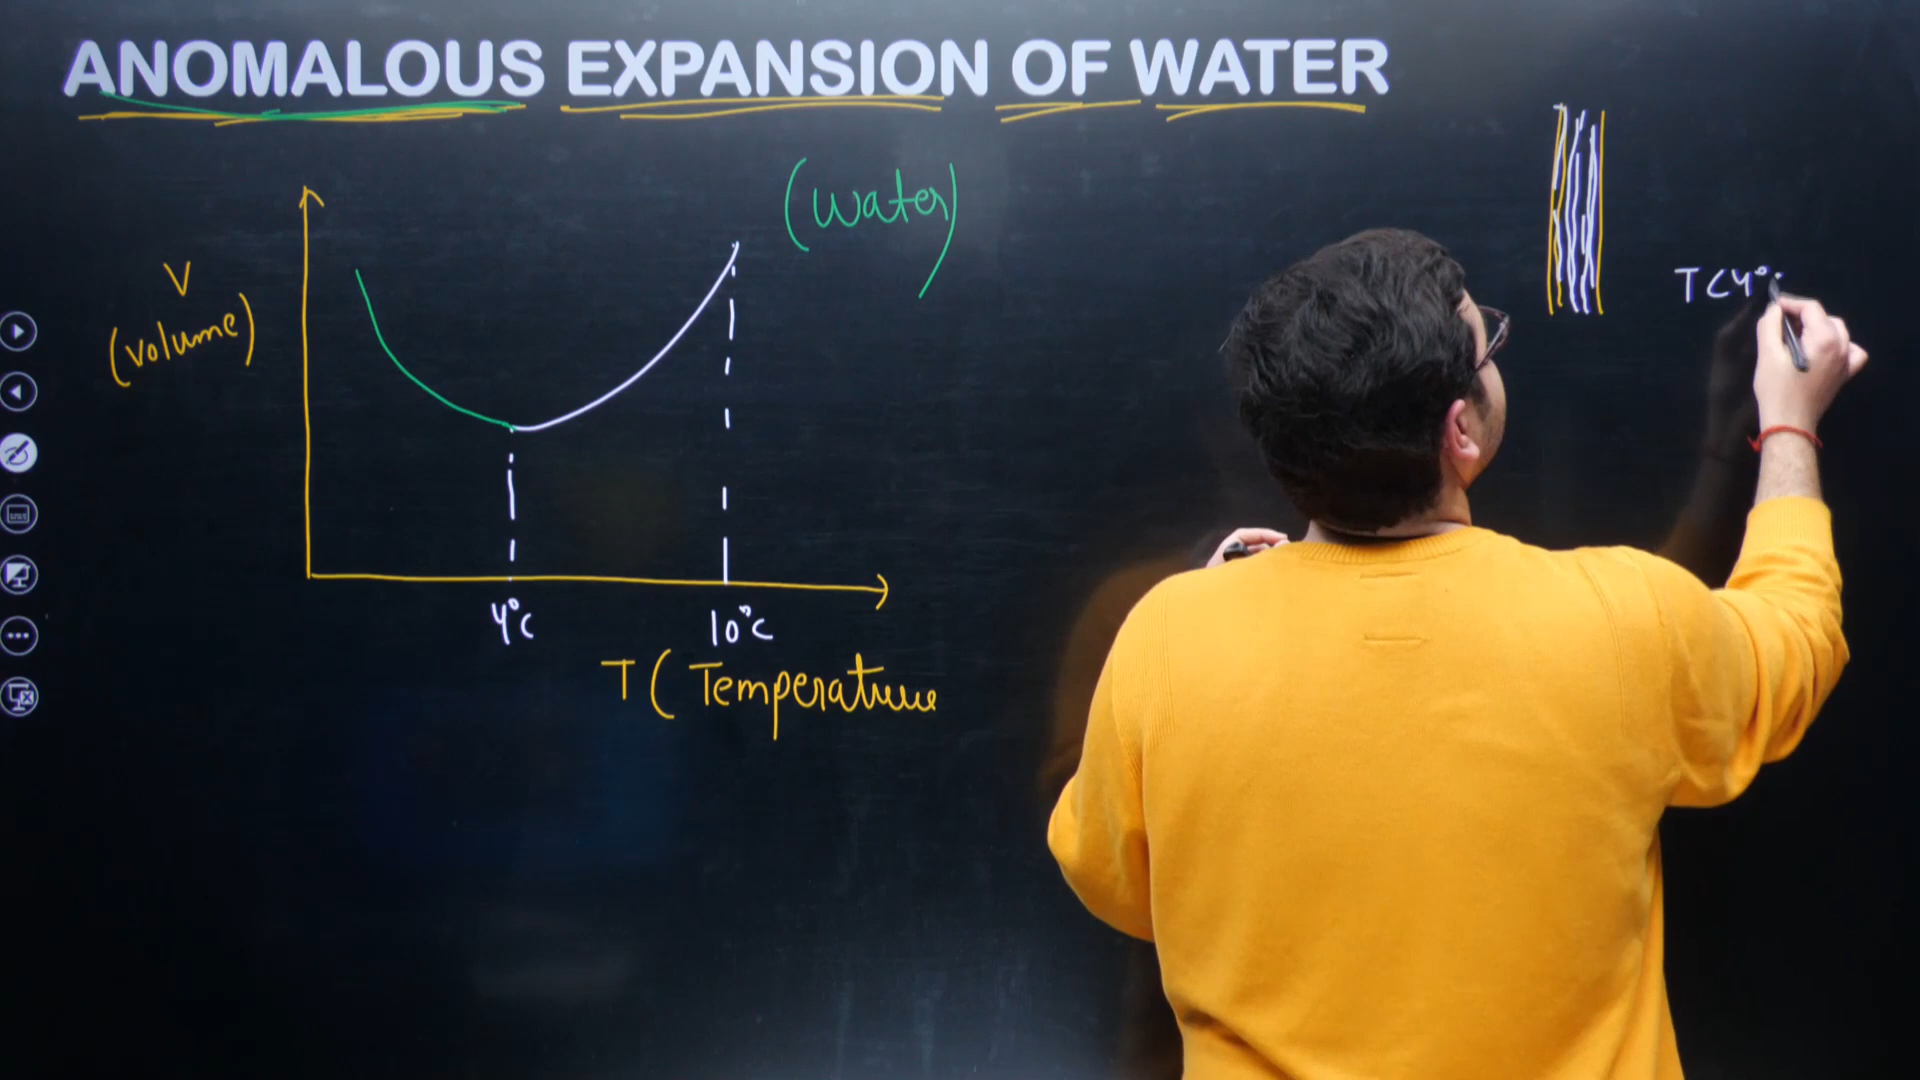 ANOMALOUS EXPANSION OF WATER
(water)
V
(volume)
T<4°
4°C
10°C
T (Temperature